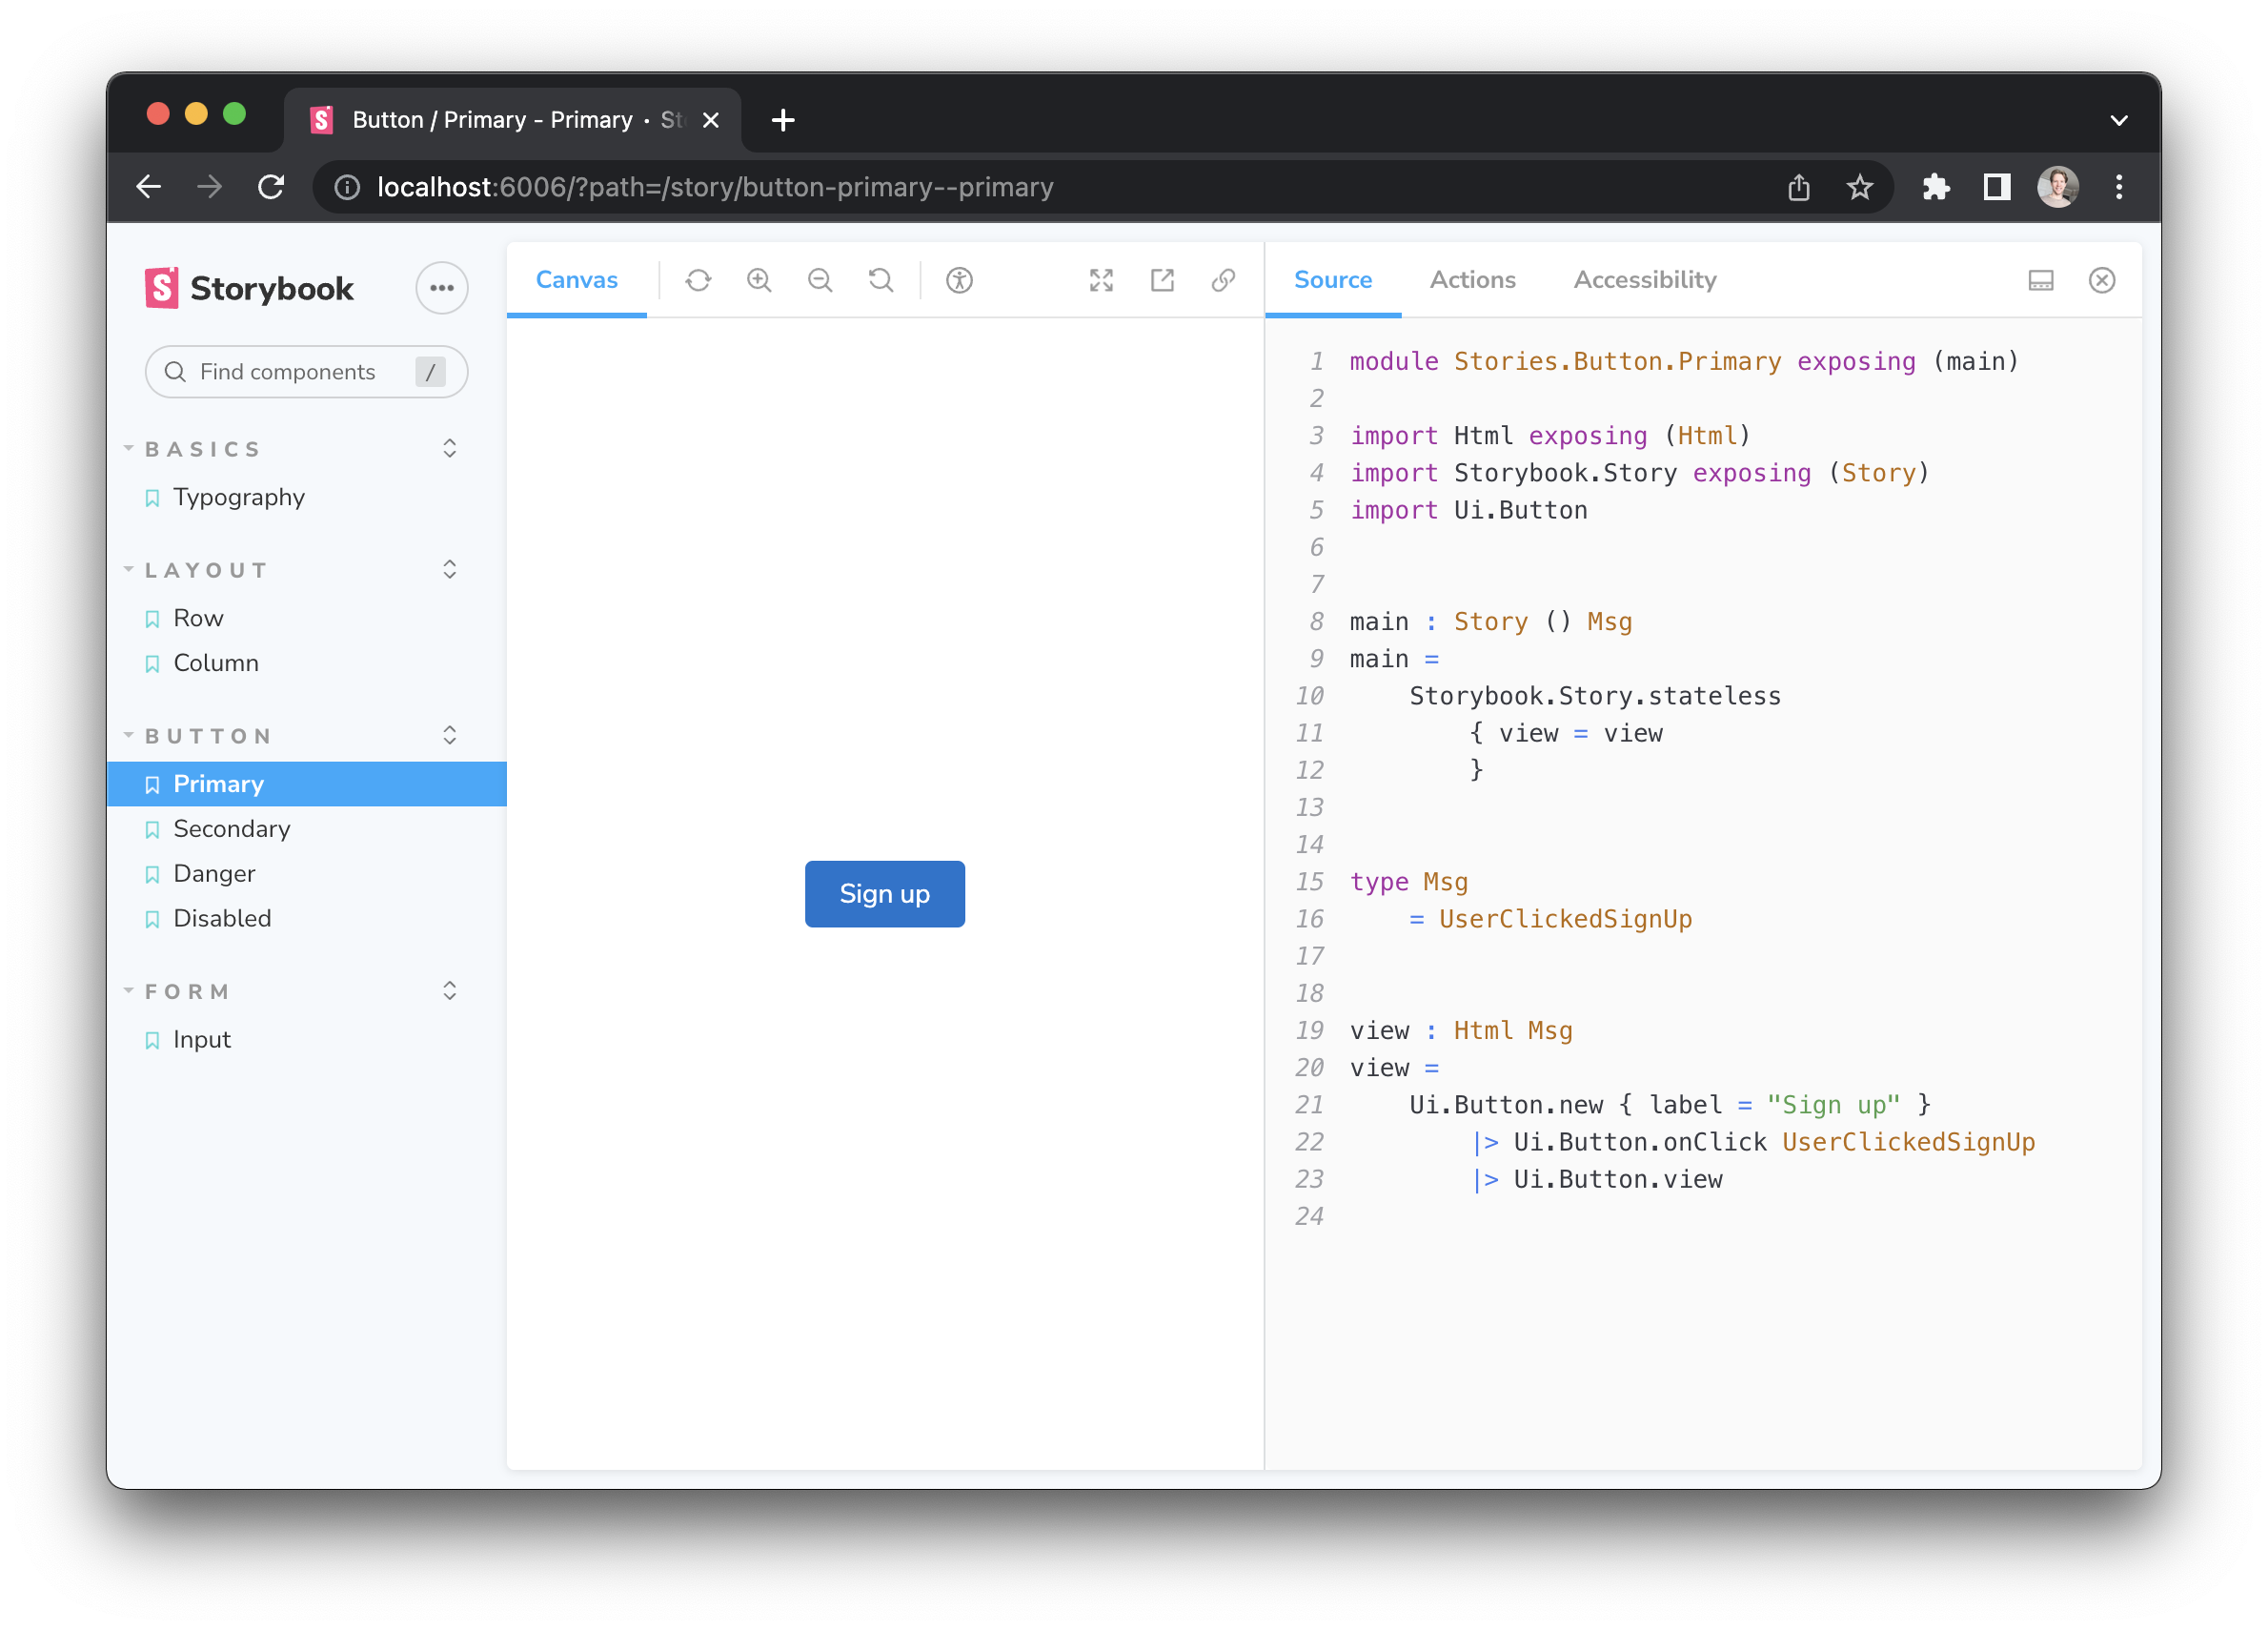 Button / Primary - Primary • St
localhost:6006/?path=/story/button-primary--primary
Storybook
Find components /
BASICS
Typography
LAYOUT
Row
Column
BUTTON
Primary
Secondary
Danger
Disabled
FORM
Input
Canvas
Sign up
Source Actions Accessibility
1 module Stories.Button.Primary exposing (main)
2
3 import Html exposing (Html)
4 import Storybook.Story exposing (Story)
5 import Ui.Button
6
7
8 main : Story () Msg
9 main =
10     Storybook.Story.stateless
11         { view = view
12         }
13
14
15 type Msg
16     = UserClickedSignUp
17
18
19 view : Html Msg
20 view =
21     Ui.Button.new { label = "Sign up" }
22         |> Ui.Button.onClick UserClickedSignUp
23         |> Ui.Button.view
24